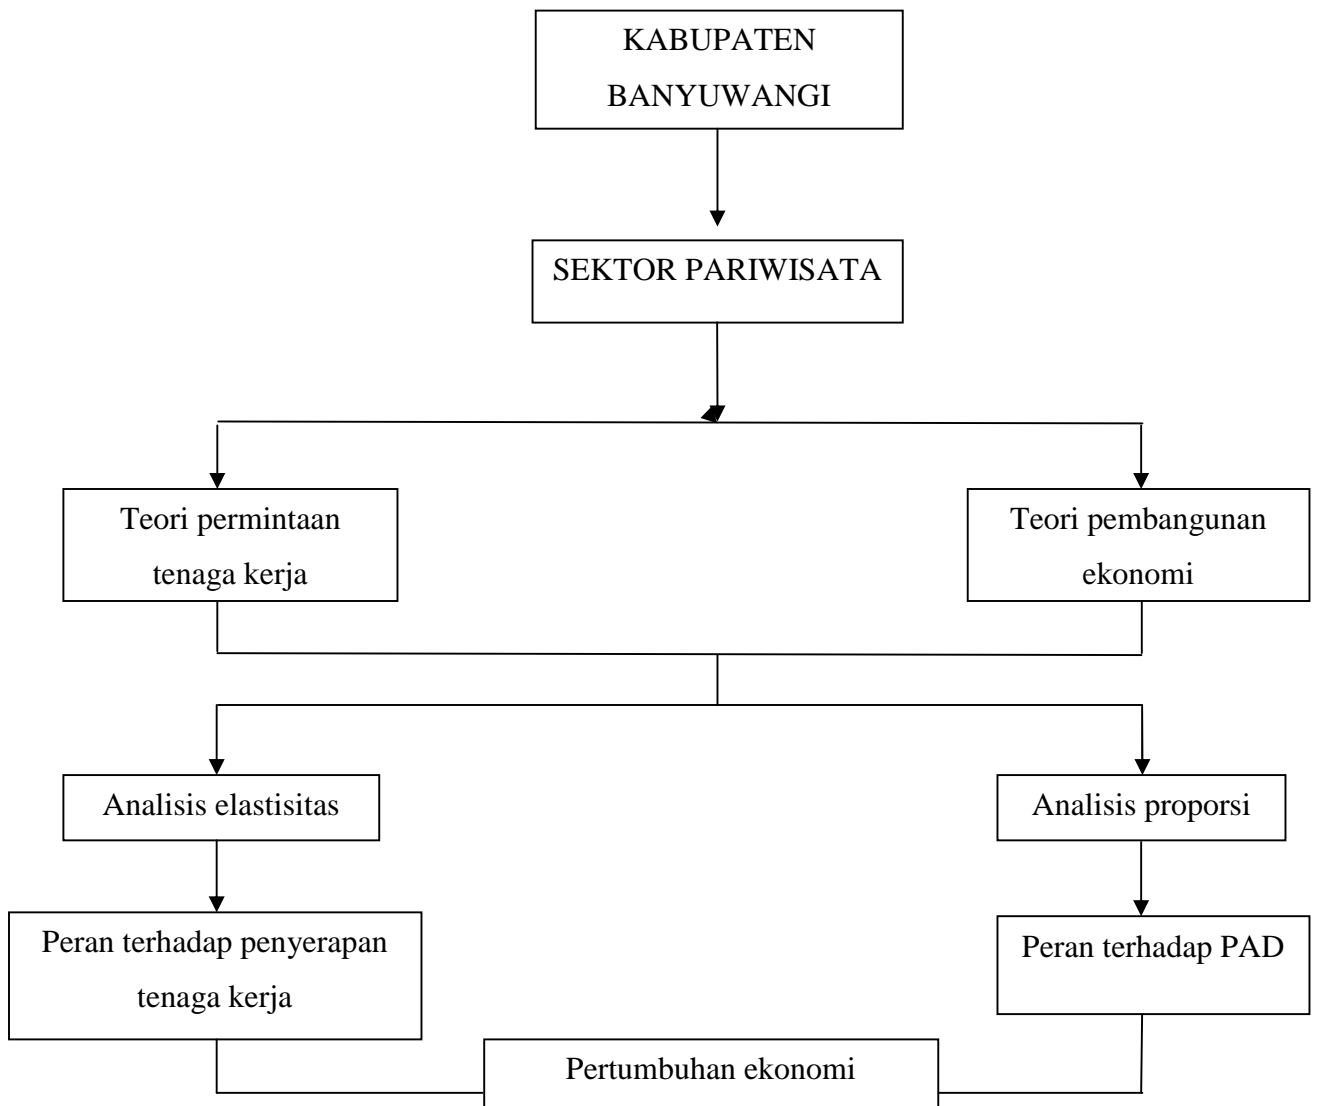 KABUPATEN
BANYUWANGI
SEKTOR PARIWISATA
Teori permintaan
tenaga kerja
Teori pembangunan
ekonomi
Analisis elastisitas
Analisis proporsi
Peran terhadap penyerapan
tenaga kerja
Peran terhadap PAD
Pertumbuhan ekonomi